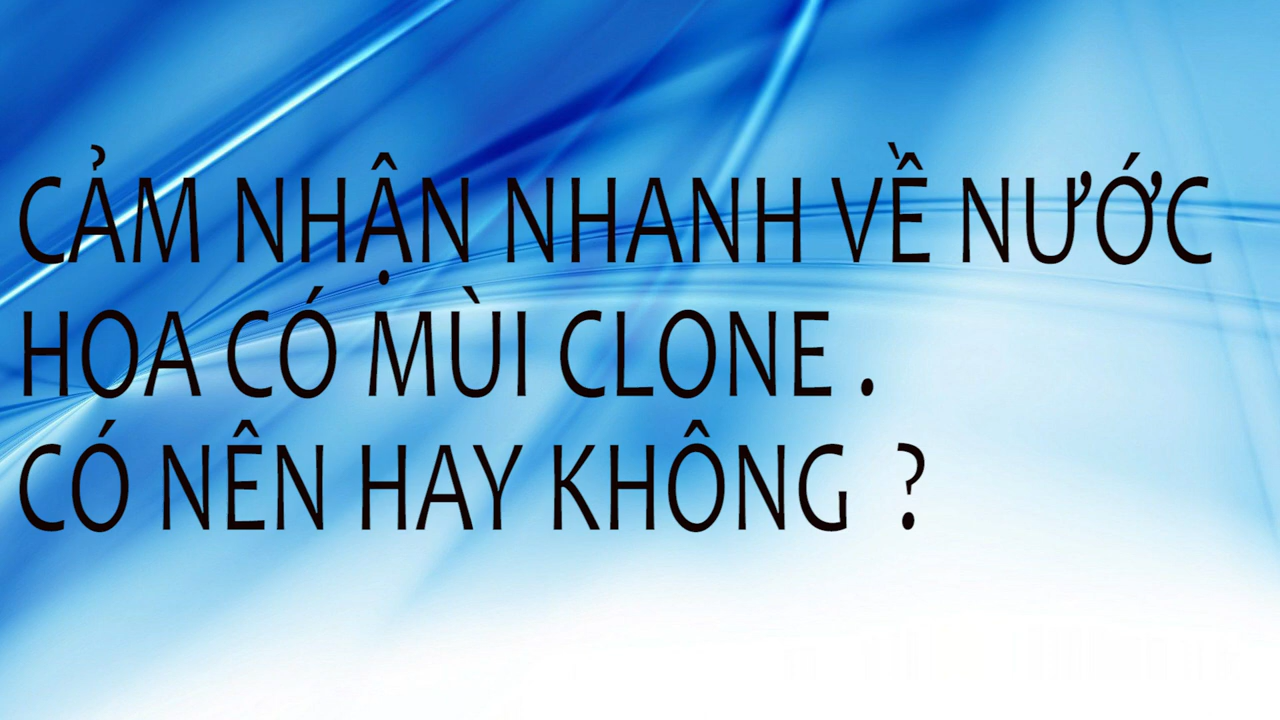 CẢM NHẬN NHANH VỀ NƯỚC
HOA CÓ MÙI CLONE .
CÓ NÊN HAY KHÔNG ?